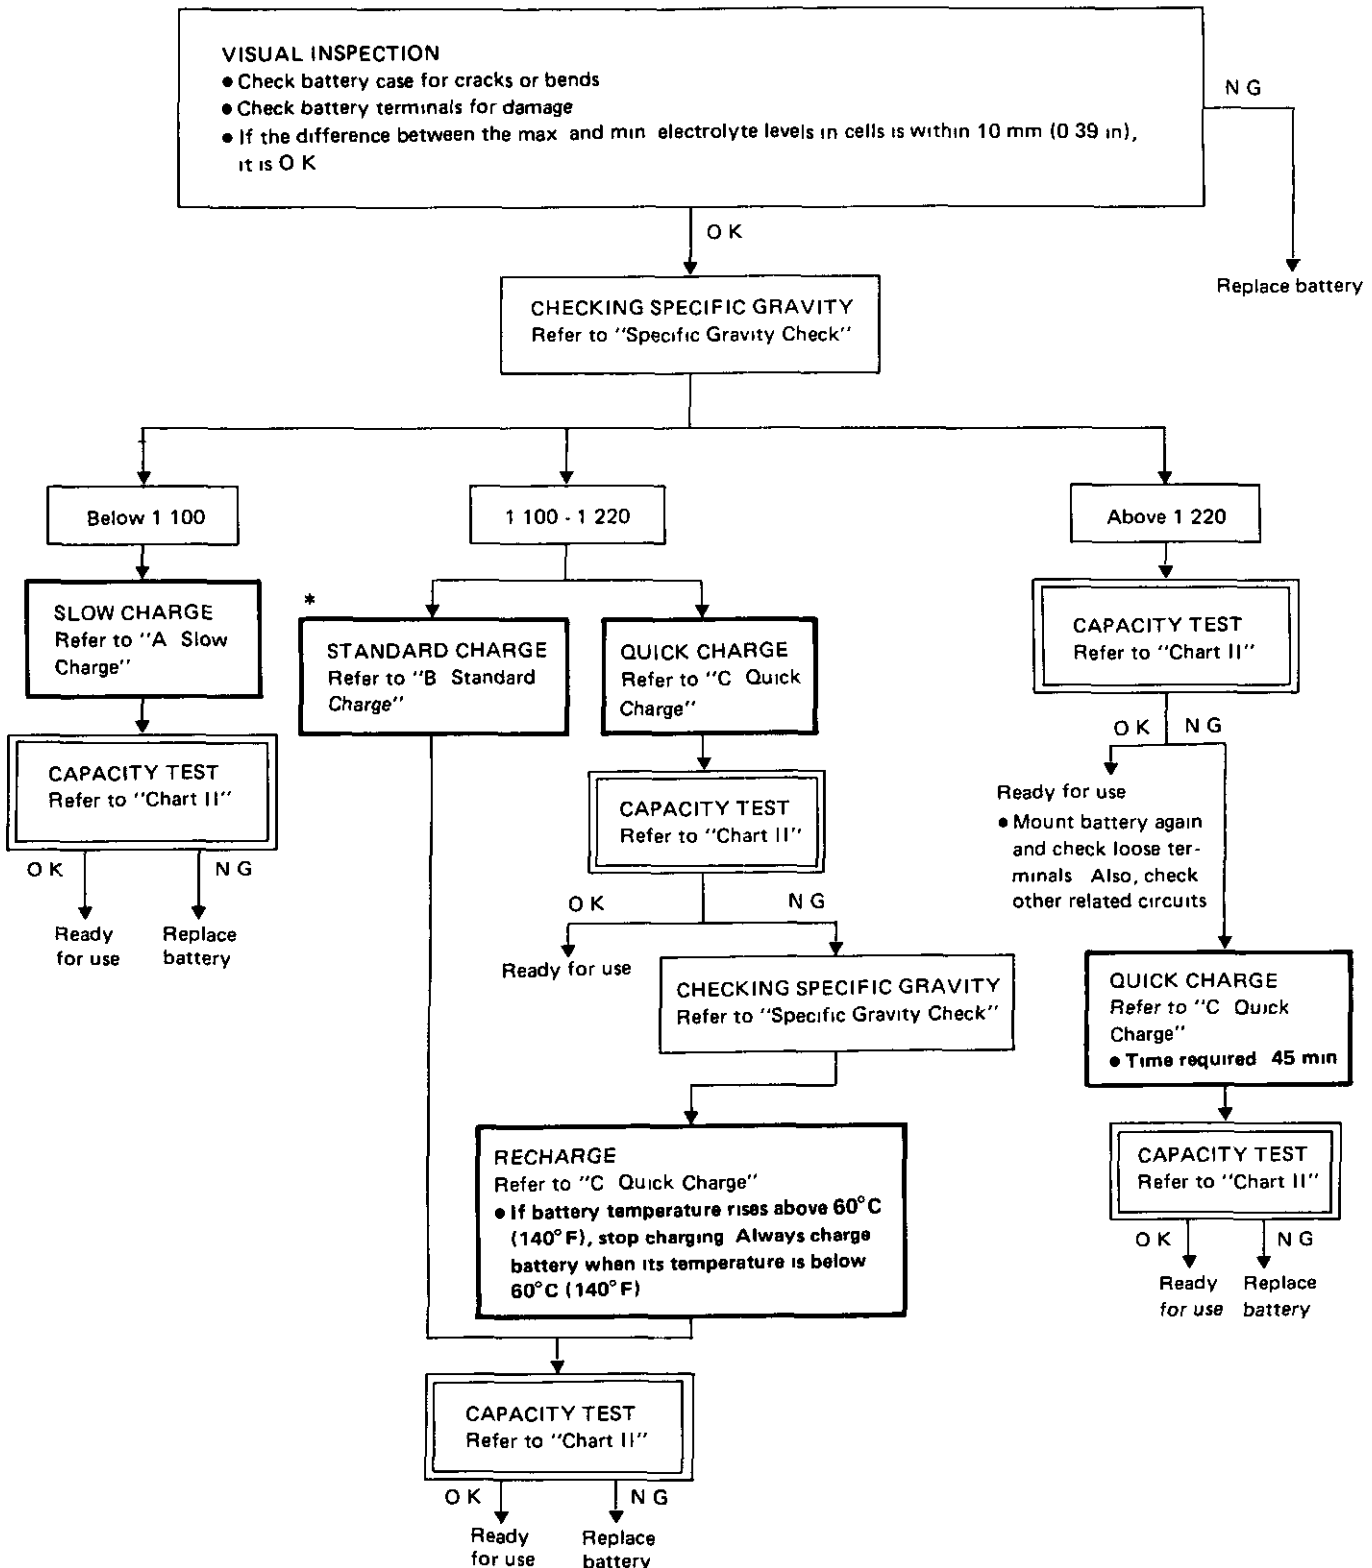 VISUAL INSPECTION
● Check battery case for cracks or bends
● Check battery terminals for damage
● If the difference between the max and min electrolyte levels in cells is within 10 mm (0 39 in),
it is O K
N G
O K
Replace battery
CHECKING SPECIFIC GRAVITY
Refer to "Specific Gravity Check"
Below 1 100
1 100 - 1 220
Above 1 220
SLOW CHARGE
Refer to "A Slow
Charge"
*
STANDARD CHARGE
Refer to "B Standard
Charge"
QUICK CHARGE
Refer to "C Quick
Charge"
CAPACITY TEST
Refer to "Chart II"
O K N G
CAPACITY TEST
Refer to "Chart II"
O K N G
Ready
for use
Replace
battery
CAPACITY TEST
Refer to "Chart II"
O K N G
Ready for use
Ready for use
● Mount battery again
and check loose ter-
minals Also, check
other related circuits
CHECKING SPECIFIC GRAVITY
Refer to "Specific Gravity Check"
QUICK CHARGE
Refer to "C Quick
Charge"
● Time required 45 min
RECHARGE
Refer to "C Quick Charge"
● If battery temperature rises above 60°C
(140°F), stop charging Always charge
battery when its temperature is below
60°C (140°F)
CAPACITY TEST
Refer to "Chart II"
O K N G
Ready
for use
Replace
battery
CAPACITY TEST
Refer to "Chart II"
O K N G
Ready
for use
Replace
battery